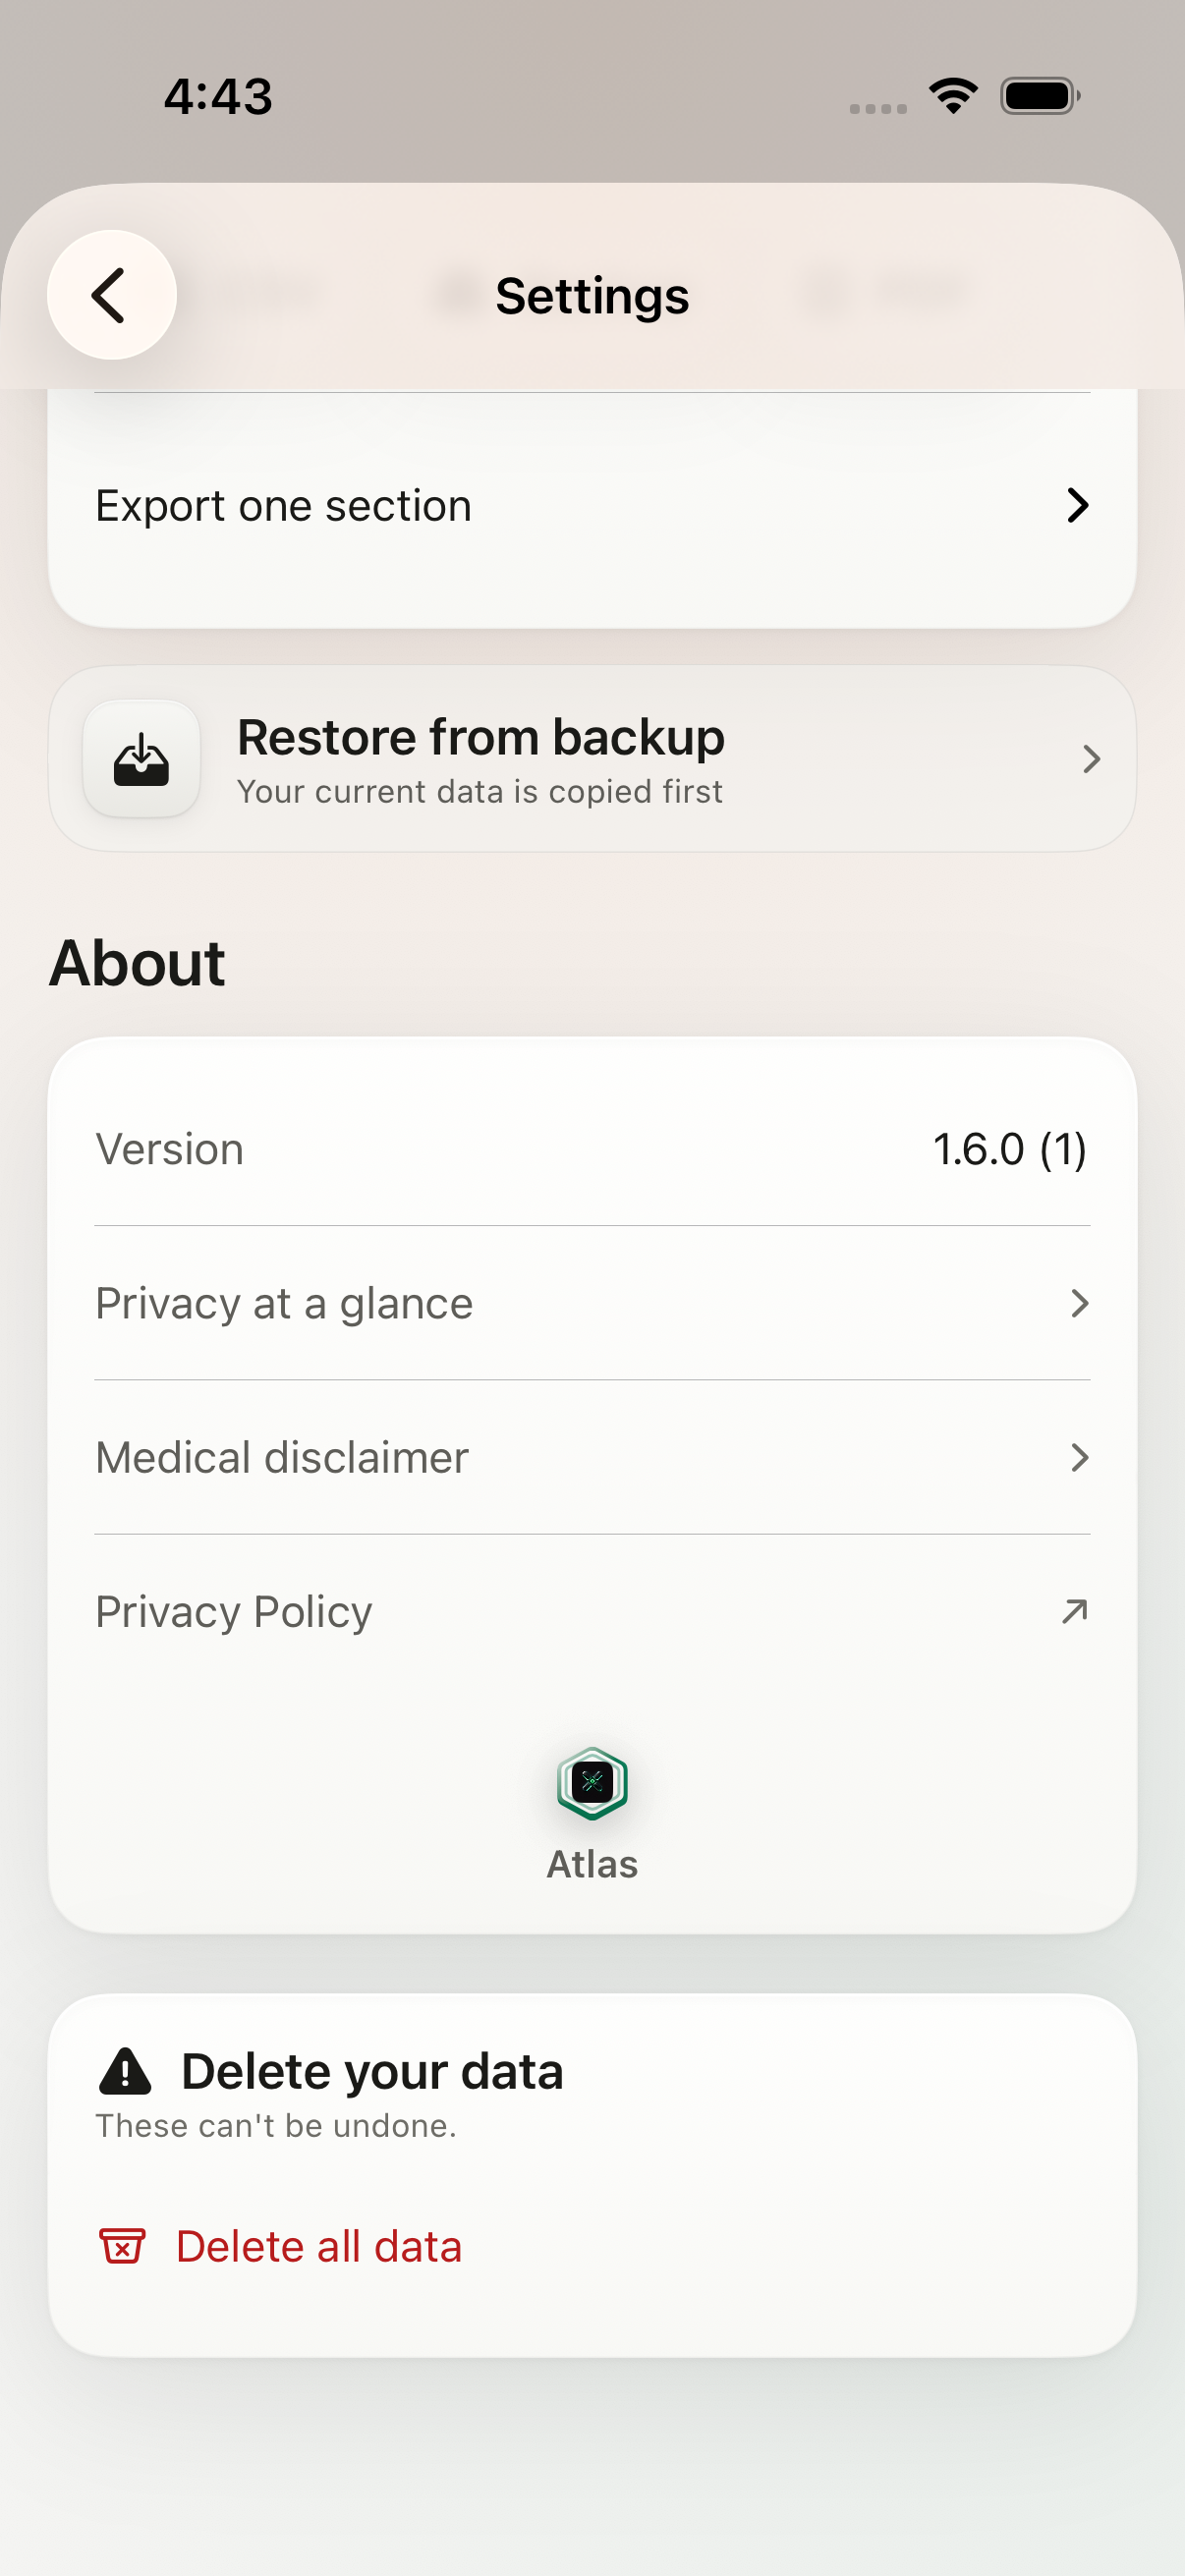 4:43
Settings
Export one section
Restore from backup
Your current data is copied first
About
Version
1.6.0 (1)
Privacy at a glance
Medical disclaimer
Privacy Policy
Atlas
Delete your data
These can't be undone.
Delete all data